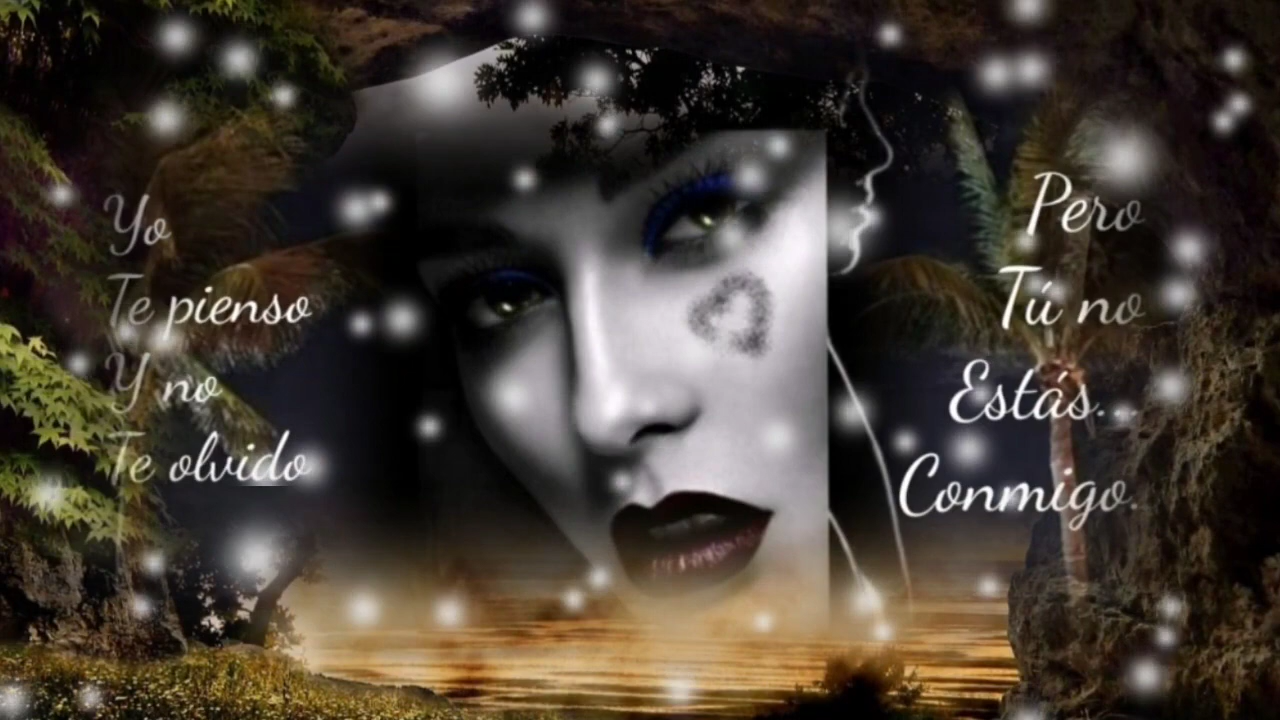 Yo
Te pienso
Y no
Te olvido
Pero
Tú no
Estás...
Conmigo.